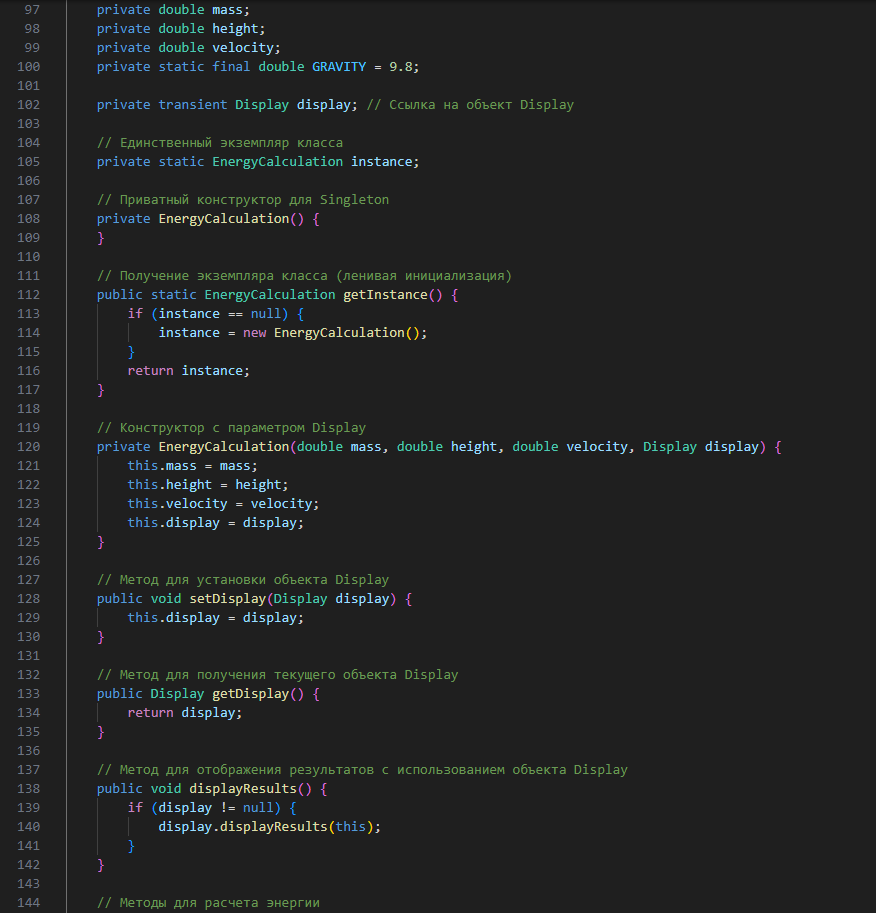 97 private double mass;
98 private double height;
99 private double velocity;
100 private static final double GRAVITY = 9.8;
101
102 private transient Display display; // Ссылка на объект Display
103
104 // Единственный экземпляр класса
105 private static EnergyCalculation instance;
106
107 // Приватный конструктор для Singleton
108 private EnergyCalculation() {
109 }
110
111 // Получение экземпляра класса (ленивая инициализация)
112 public static EnergyCalculation getInstance() {
113 if (instance == null) {
114 instance = new EnergyCalculation();
115 }
116 return instance;
117 }
118
119 // Конструктор с параметром Display
120 private EnergyCalculation(double mass, double height, double velocity, Display display) {
121 this.mass = mass;
122 this.height = height;
123 this.velocity = velocity;
124 this.display = display;
125 }
126
127 // Метод для установки объекта Display
128 public void setDisplay(Display display) {
129 this.display = display;
130 }
131
132 // Метод для получения текущего объекта Display
133 public Display getDisplay() {
134 return display;
135 }
136
137 // Метод для отображения результатов с использованием объекта Display
138 public void displayResults() {
139 if (display != null) {
140 display.displayResults(this);
141 }
142 }
143
144 // Методы для расчета энергии